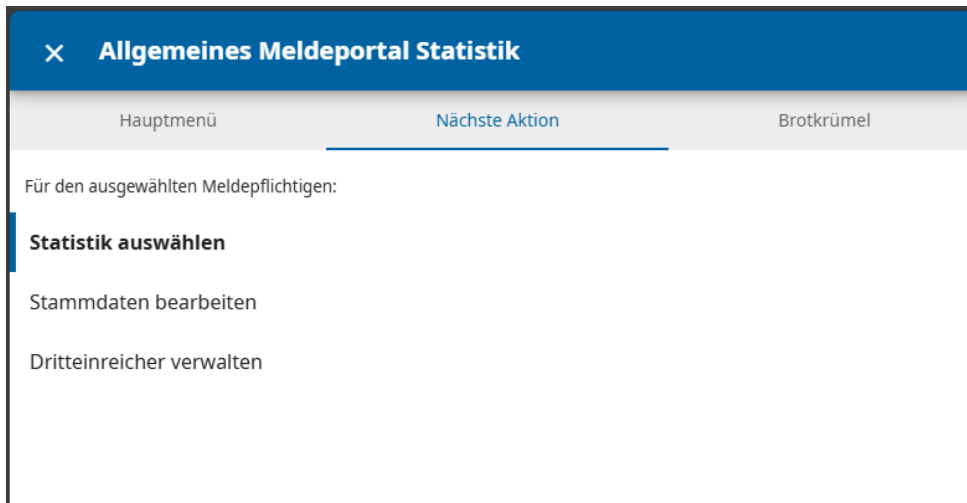 Allgemeines Meldeportal Statistik
Hauptmenü Nächste Aktion Brotkrümel
Für den ausgewählten Meldepflichtigen:
Statistik auswählen
Stammdaten bearbeiten
Dritteinreicher verwalten